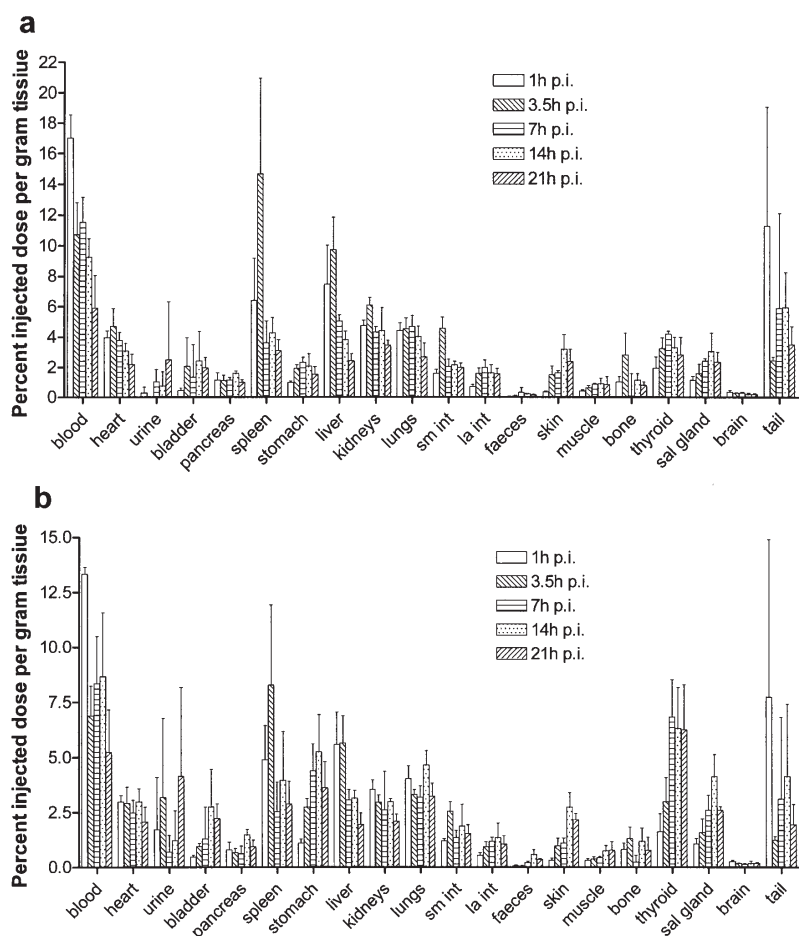 a
Percent injected dose per gram tissiue
22
20
18
16
14
12
10
8
6
4
2
0
1h p.i.
3.5h p.i.
7h p.i.
14h p.i.
21h p.i.
blood
heart
urine
bladder
pancreas
spleen
stomach
liver
kidneys
lungs
sm int
la int
faeces
skin
muscle
bone
thyroid
sal gland
brain
tail
b
Percent injected dose per gram tissiue
15.0
12.5
10.0
7.5
5.0
2.5
0.0
1h p.i.
3.5h p.i.
7h p.i.
14h p.i.
21h p.i.
blood
heart
urine
bladder
pancreas
spleen
stomach
liver
kidneys
lungs
sm int
la int
faeces
skin
muscle
bone
thyroid
sal gland
brain
tail